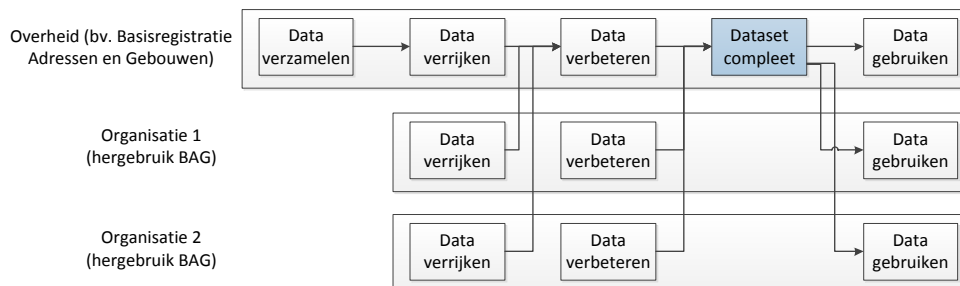 Overheid (bv. Basisregistratie
Adressen en Gebouwen)
Data
verzamelen
Data
verrijken
Data
verbeteren
Dataset
compleet
Data
gebruiken
Organisatie 1
(hergebruik BAG)
Data
verrijken
Data
verbeteren
Data
gebruiken
Organisatie 2
(hergebruik BAG)
Data
verrijken
Data
verbeteren
Data
gebruiken